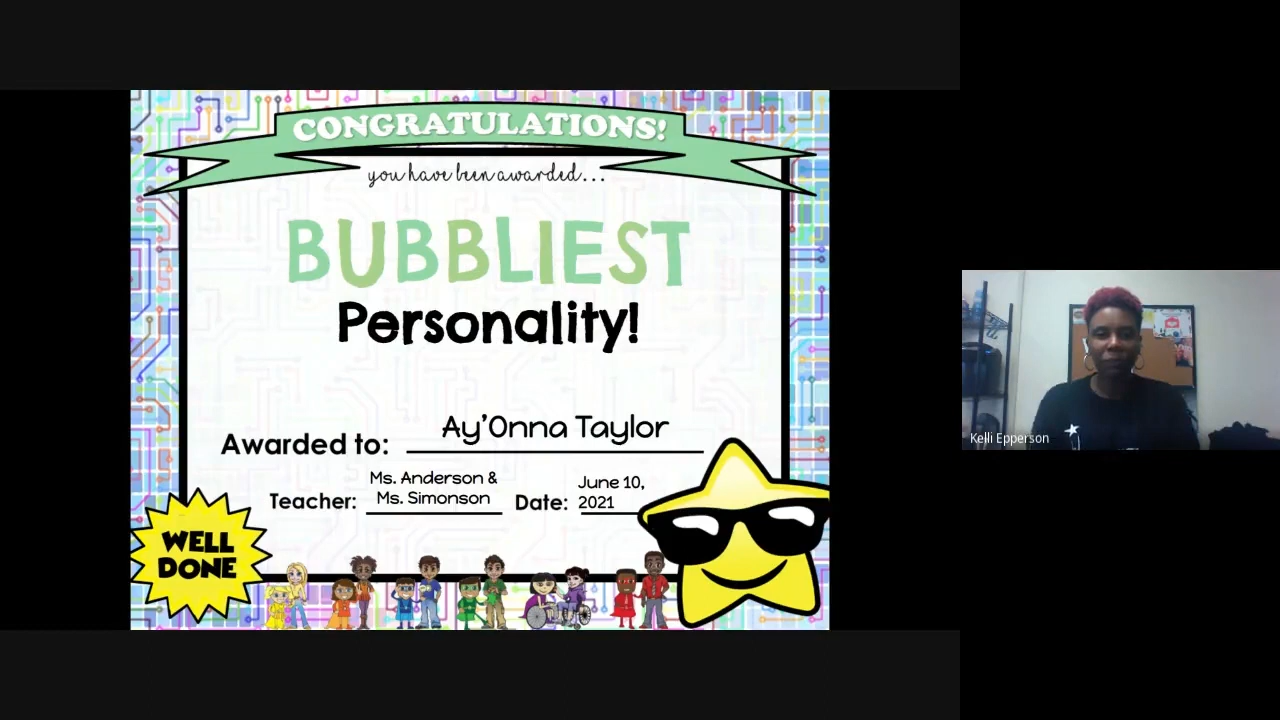 CONGRATULATIONS!
you have been awarded...
BUBBLIEST
Personality!
Awarded to: Ay'Onna Taylor
Teacher: Ms. Anderson &
Ms. Simonson
Date: June 10,
2021
WELL
DONE
Kelli Epperson